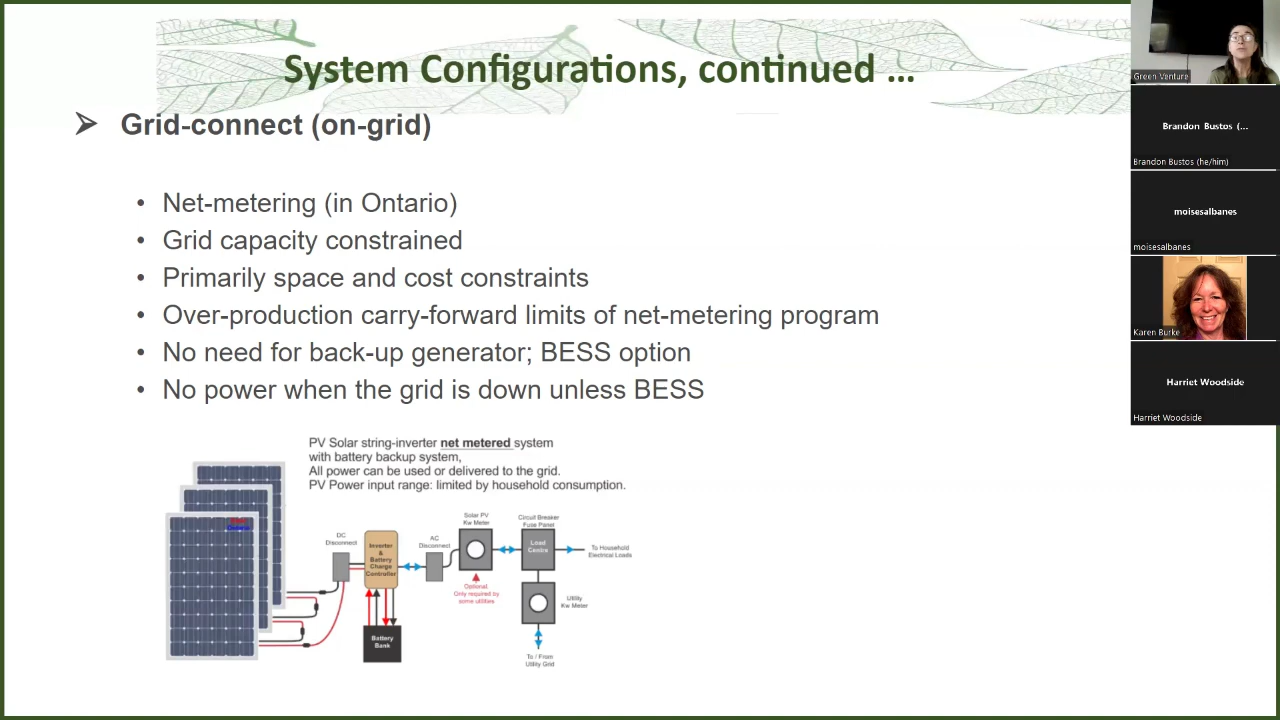 System Configurations, continued ...
➢ Grid-connect (on-grid)
• Net-metering (in Ontario)
• Grid capacity constrained
• Primarily space and cost constraints
• Over-production carry-forward limits of net-metering program
• No need for back-up generator; BESS option
• No power when the grid is down unless BESS
PV Solar string-inverter net metered system
with battery backup system,
All power can be used or delivered to the grid.
PV Power input range: limited by household consumption.
DC
Disconnect
Inverter
&
Battery
Charge
Controller
Battery
Bank
AC
Disconnect
Solar PV
Kw Meter
Optional.
Only required by
some utilities
Circuit Breaker
Fuse Panel
Load
Centre
To Household
Electrical Loads
Utility
Kw Meter
To / From
Utility Grid
Green Venture
Brandon Bustos (...
Brandon Bustos (he/him)
moisesalbanes
moisesalbanes
Karen Burke
Harriet Woodside
Harriet Woodside